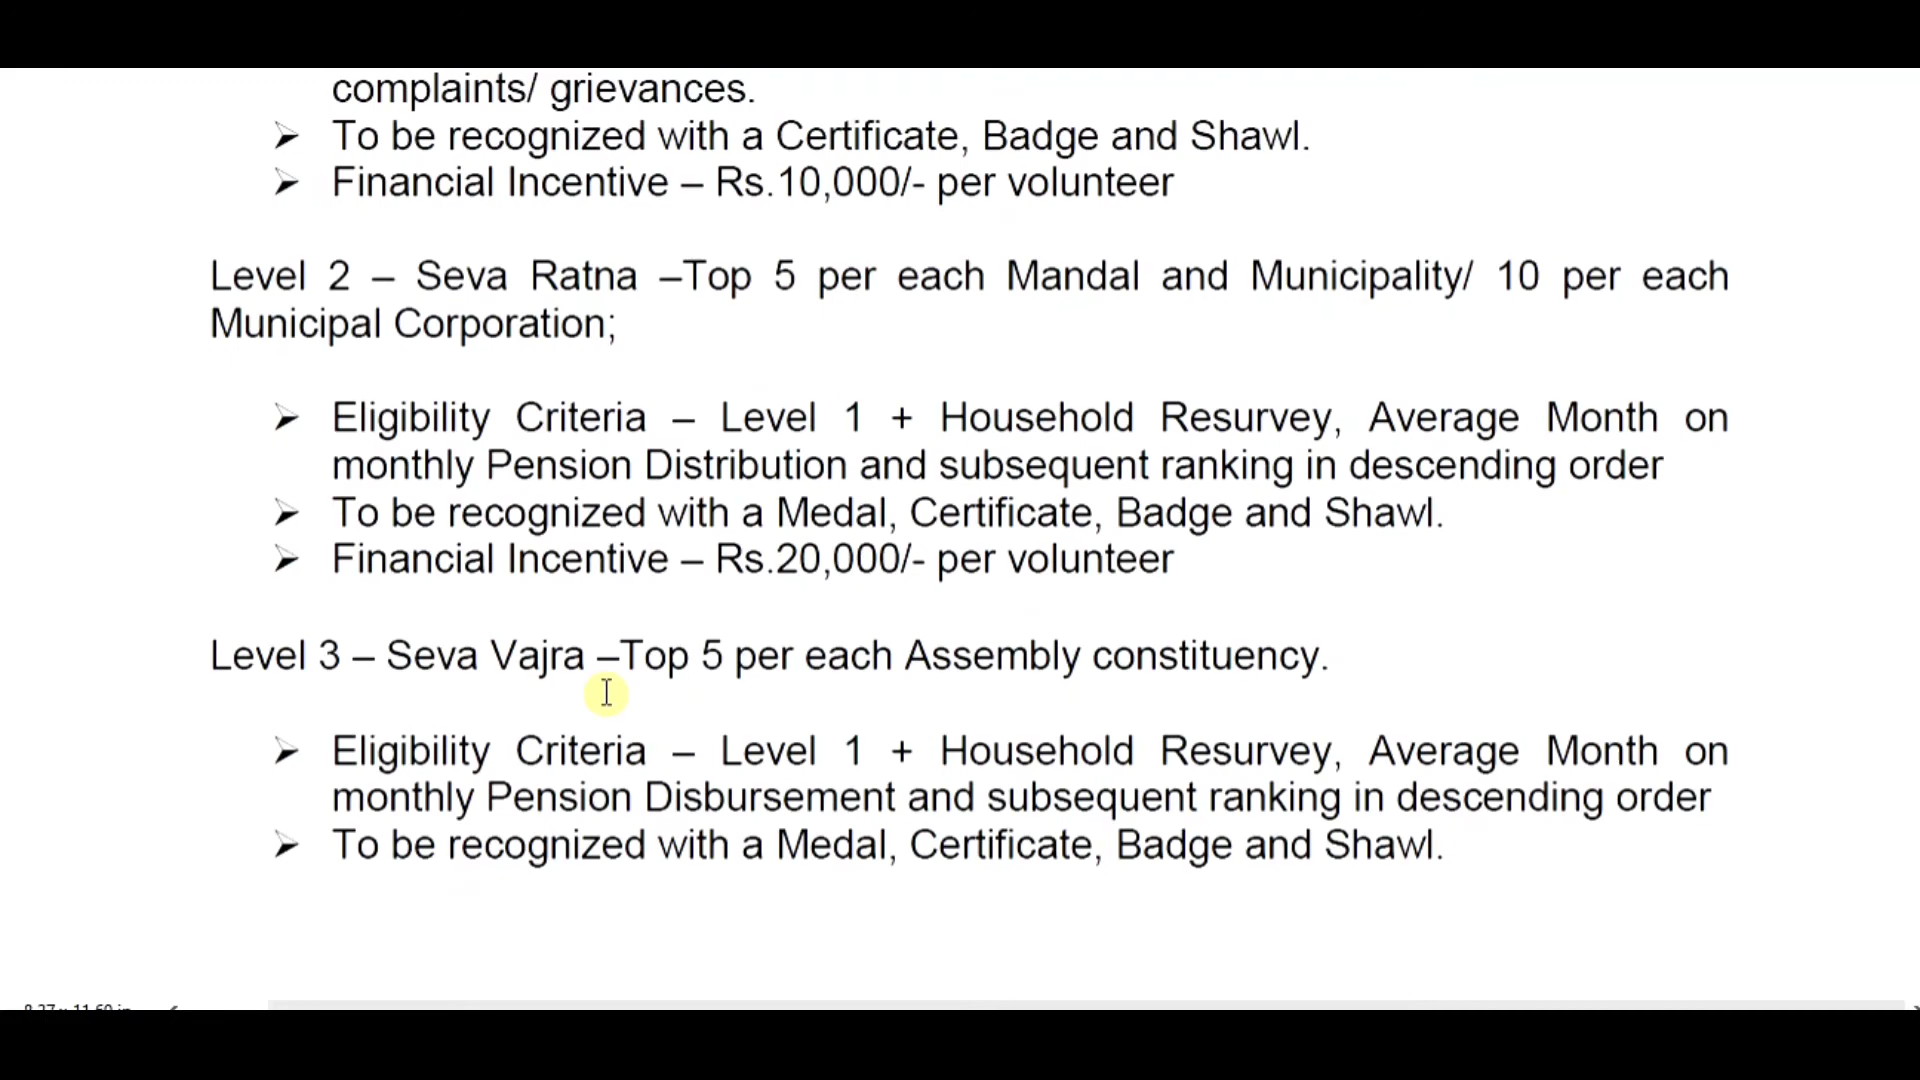 complaints/ grievances.
➢ To be recognized with a Certificate, Badge and Shawl.
➢ Financial Incentive – Rs.10,000/- per volunteer
Level 2 – Seva Ratna –Top 5 per each Mandal and Municipality/ 10 per each
Municipal Corporation;
➢ Eligibility Criteria – Level 1 + Household Resurvey, Average Month on
monthly Pension Distribution and subsequent ranking in descending order
➢ To be recognized with a Medal, Certificate, Badge and Shawl.
➢ Financial Incentive – Rs.20,000/- per volunteer
Level 3 – Seva Vajra –Top 5 per each Assembly constituency.
➢ Eligibility Criteria – Level 1 + Household Resurvey, Average Month on
monthly Pension Disbursement and subsequent ranking in descending order
➢ To be recognized with a Medal, Certificate, Badge and Shawl.